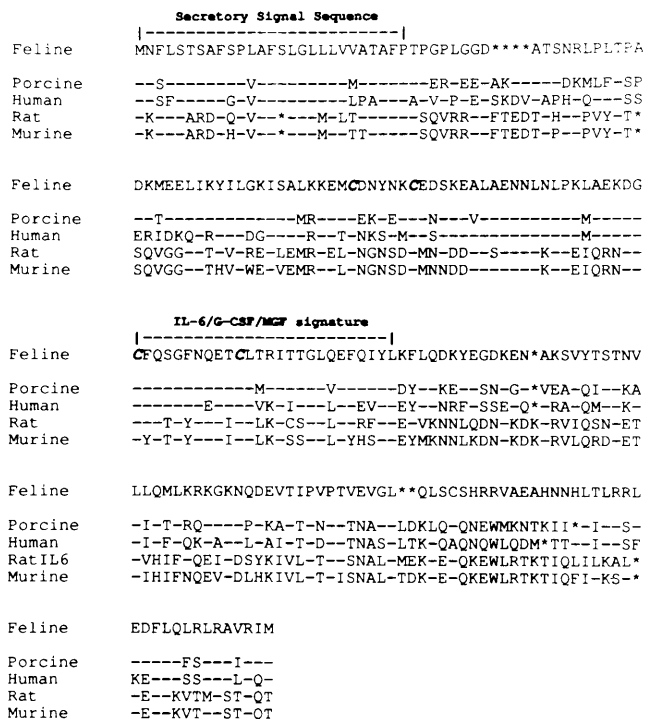 Secretory Signal Sequence
|--------------------------|
Feline MNFLSTSAFSPLAFSLGLLLVVATAFPTPGPLGGD****ATSNRLPLTPA
Porcine --S--------V---------M-------ER-EE-AK-----DKMLF-SP
Human --SF-----G-V---------LPA---A-V-P-E-SKDV-APH-Q---SS
Rat -K---ARD-Q-V--*---M-LT-----SQVRR--FTEDT-H--PVY-T*
Murine -K---ARD-H-V--*---M--TT----SQVRR--FTEDT-P--PVY-T*
Feline DKMEELIKYILGKISALKKEMCDNYNKCEDSKEALAENNLNLPKLAEKDG
Porcine --T-------------MR----EK-E--N---V----------M------
Human ERIDKQ-R---DG----R--T-NKS-M--S-------------M------
Rat SQVGG--T-V-RE-LEMR-EL-NGNSD-MN-DD--S----K--EIQRN--
Murine SQVGG--THV-WE-VEMR--L-NGNSD-MNNDD-------K--EIQRN--
IL-6/G-CSF/MGF signature
|-------------------------|
Feline CFQSGFNQETCLTRITTGLQEFQIYLKFLQDKYEGDKEN*AKSVYTSTNV
Porcine ------------M------V------DY--KE--SN-G-*VEA-QI--KA
Human -------E----VK-I---L--EV--EY--NRF-SSE-Q*-RA-QM--K-
Rat ---T-Y---I--LK-CS--L--RF--E-VKNNLQDN-KDK-RVIQSN-ET
Murine -Y-T-Y---I--LK-SS--L-YHS--EYMKNNLKDN-KDK-RVLQRD-ET
Feline LLQMLKRKGKNQDEVTIPVPTVEVGL**QLSCSHRRVAEAHNNHLTLRRL
Porcine -I-T-RQ----P-KA-T-N--TNA--LDKLQ-QNEWMKNTKII*-I--S-
Human -I-F-QK-A--L-AI-T-D--TNAS-LTK-QAQNQWLQDM*TT--I--SF
RatIL6 -VHIF-QEI-DSYKIVL-T--SNAL-MEK-E-QKEWLRTKTIQLILKAL*
Murine -IHIFNQEV-DLHKIVL-T-ISNAL-TDK-E-QKEWLRTKTIQFI-KS-*
Feline EDFLQLRLRAVRIM
Porcine -----FS---I---
Human KE---SS---L-Q-
Rat -E--KVTM-ST-QT
Murine -E--KVT--ST-QT